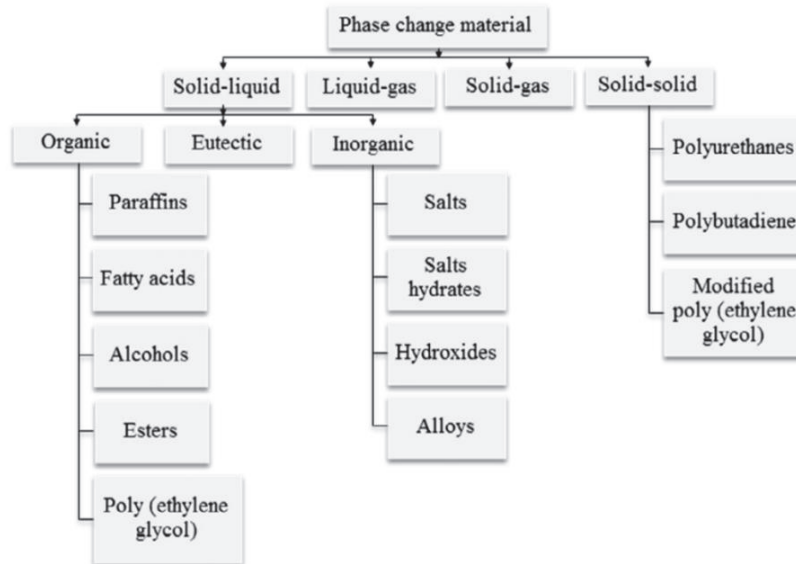 Phase change material
Solid-liquid
Liquid-gas
Solid-gas
Solid-solid
Organic
Eutectic
Inorganic
Polyurethanes
Paraffins
Salts
Polybutadiene
Fatty acids
Salts
hydrates
Modified
poly (ethylene
glycol)
Alcohols
Hydroxides
Esters
Alloys
Poly (ethylene
glycol)